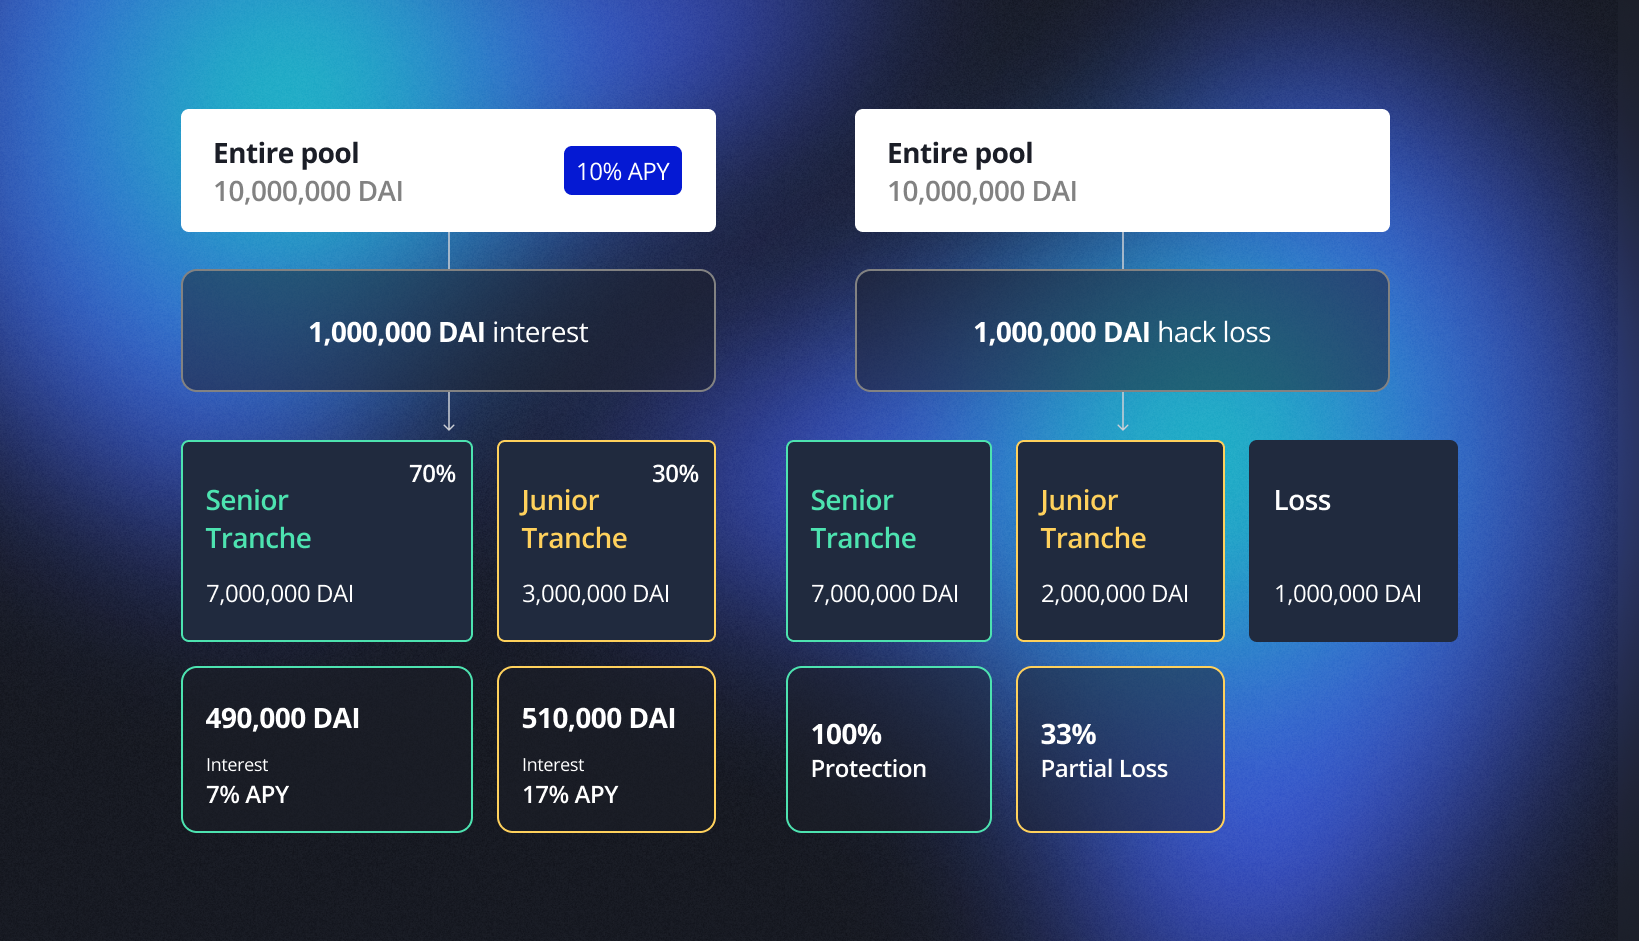 Entire pool
10,000,000 DAI
10% APY
1,000,000 DAI interest
70%
Senior
Tranche
7,000,000 DAI
30%
Junior
Tranche
3,000,000 DAI
490,000 DAI
Interest
7% APY
510,000 DAI
Interest
17% APY
Entire pool
10,000,000 DAI
1,000,000 DAI hack loss
Senior
Tranche
7,000,000 DAI
Junior
Tranche
2,000,000 DAI
Loss
1,000,000 DAI
100%
Protection
33%
Partial Loss